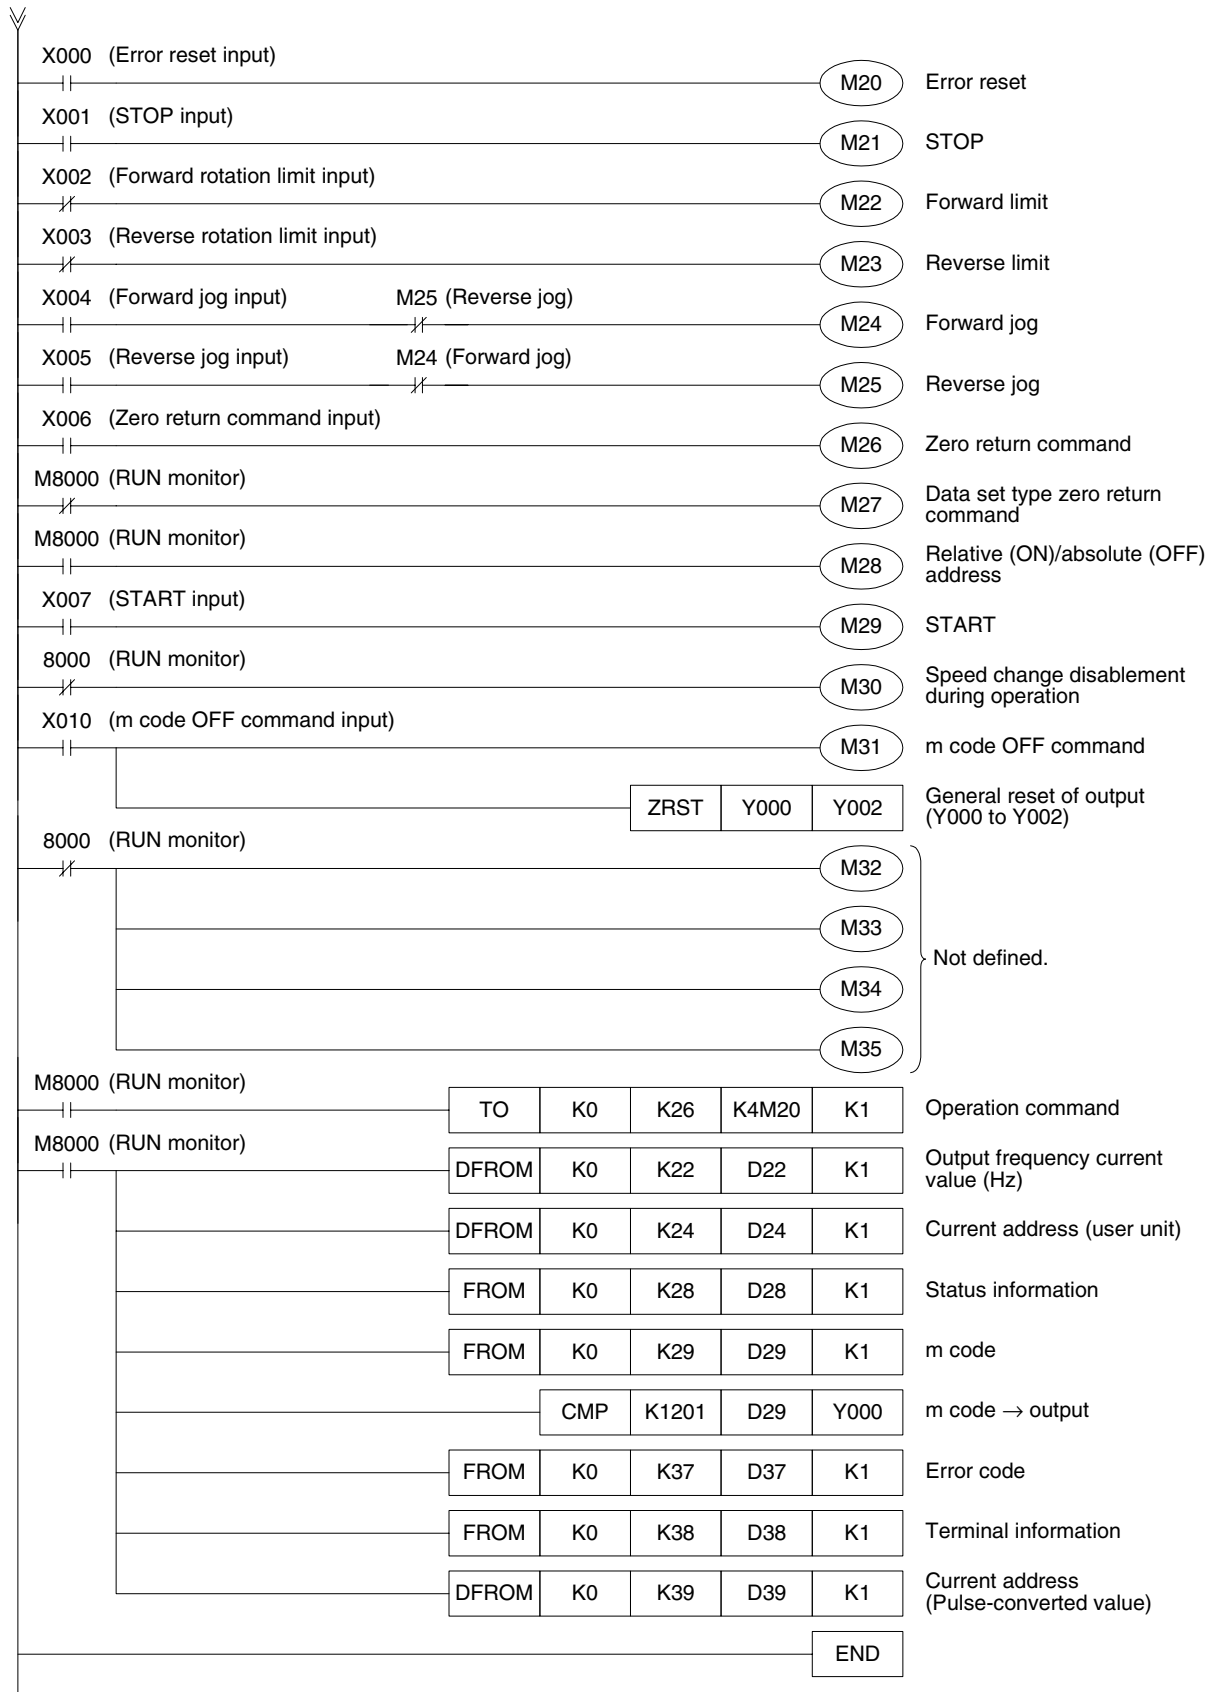 X000 (Error reset input)
M20 Error reset
X001 (STOP input)
M21 STOP
X002 (Forward rotation limit input)
M22 Forward limit
X003 (Reverse rotation limit input)
M23 Reverse limit
X004 (Forward jog input) M25 (Reverse jog)
M24 Forward jog
X005 (Reverse jog input) M24 (Forward jog)
M25 Reverse jog
X006 (Zero return command input)
M26 Zero return command
M8000 (RUN monitor)
M27 Data set type zero return
command
M8000 (RUN monitor)
M28 Relative (ON)/absolute (OFF)
address
X007 (START input)
M29 START
8000 (RUN monitor)
M30 Speed change disablement
during operation
X010 (m code OFF command input)
M31 m code OFF command
ZRST Y000 Y002 General reset of output
(Y000 to Y002)
8000 (RUN monitor)
M32
M33
Not defined.
M34
M35
M8000 (RUN monitor)
TO K0 K26 K4M20 K1 Operation command
M8000 (RUN monitor)
DFROM K0 K22 D22 K1 Output frequency current
value (Hz)
DFROM K0 K24 D24 K1 Current address (user unit)
FROM K0 K28 D28 K1 Status information
FROM K0 K29 D29 K1 m code
CMP K1201 D29 Y000 m code → output
FROM K0 K37 D37 K1 Error code
FROM K0 K38 D38 K1 Terminal information
DFROM K0 K39 D39 K1 Current address
(Pulse-converted value)
END